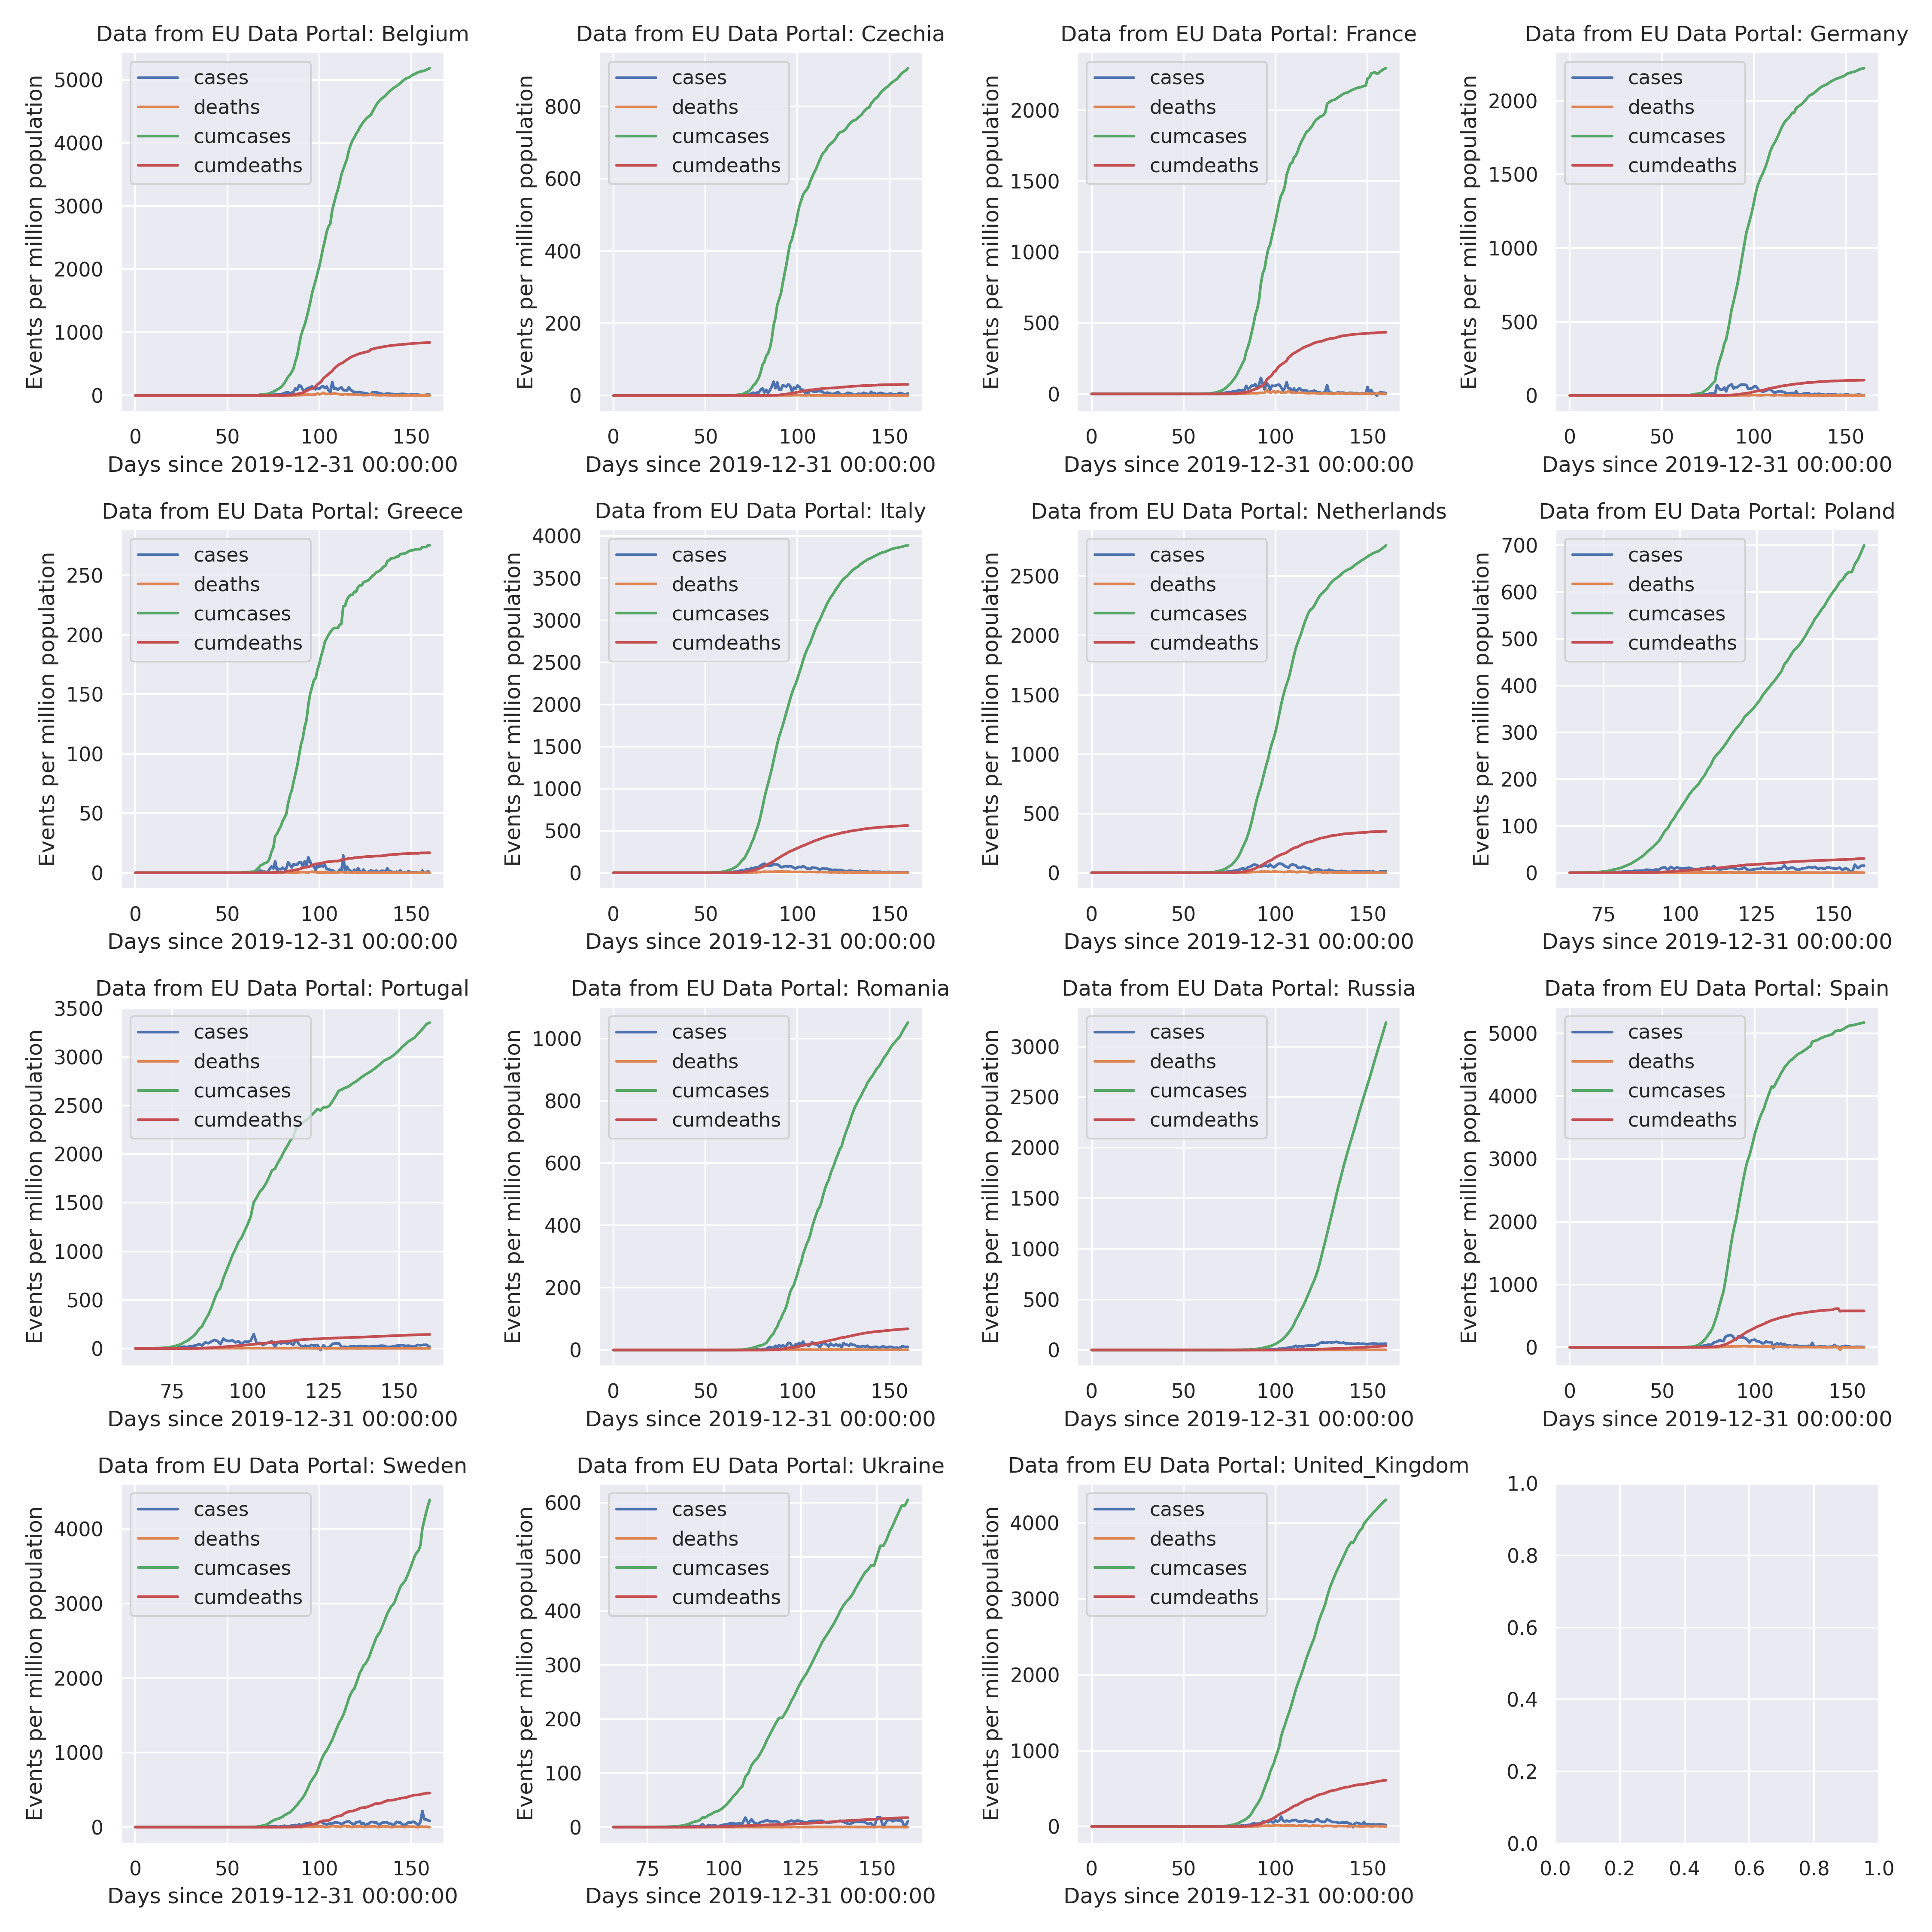 Data from EU Data Portal: Belgium
Events per million population
5000
4000
3000
2000
1000
0
cases
deaths
cumcases
cumdeaths
0 50 100 150
Days since 2019-12-31 00:00:00
Data from EU Data Portal: Czechia
Events per million population
800
600
400
200
0
cases
deaths
cumcases
cumdeaths
0 50 100 150
Days since 2019-12-31 00:00:00
Data from EU Data Portal: France
Events per million population
2000
1500
1000
500
0
cases
deaths
cumcases
cumdeaths
0 50 100 150
Days since 2019-12-31 00:00:00
Data from EU Data Portal: Germany
Events per million population
2000
1500
1000
500
0
cases
deaths
cumcases
cumdeaths
0 50 100 150
Days since 2019-12-31 00:00:00
Data from EU Data Portal: Greece
Events per million population
250
200
150
100
50
0
cases
deaths
cumcases
cumdeaths
0 50 100 150
Days since 2019-12-31 00:00:00
Data from EU Data Portal: Italy
Events per million population
4000
3500
3000
2500
2000
1500
1000
500
0
cases
deaths
cumcases
cumdeaths
0 50 100 150
Days since 2019-12-31 00:00:00
Data from EU Data Portal: Netherlands
Events per million population
2500
2000
1500
1000
500
0
cases
deaths
cumcases
cumdeaths
0 50 100 150
Days since 2019-12-31 00:00:00
Data from EU Data Portal: Poland
Events per million population
700
600
500
400
300
200
100
0
cases
deaths
cumcases
cumdeaths
75 100 125 150
Days since 2019-12-31 00:00:00
Data from EU Data Portal: Portugal
Events per million population
3500
3000
2500
2000
1500
1000
500
0
cases
deaths
cumcases
cumdeaths
75 100 125 150
Days since 2019-12-31 00:00:00
Data from EU Data Portal: Romania
Events per million population
1000
800
600
400
200
0
cases
deaths
cumcases
cumdeaths
0 50 100 150
Days since 2019-12-31 00:00:00
Data from EU Data Portal: Russia
Events per million population
3000
2500
2000
1500
1000
500
0
cases
deaths
cumcases
cumdeaths
0 50 100 150
Days since 2019-12-31 00:00:00
Data from EU Data Portal: Spain
Events per million population
5000
4000
3000
2000
1000
0
cases
deaths
cumcases
cumdeaths
0 50 100 150
Days since 2019-12-31 00:00:00
Data from EU Data Portal: Sweden
Events per million population
4000
3000
2000
1000
0
cases
deaths
cumcases
cumdeaths
0 50 100 150
Days since 2019-12-31 00:00:00
Data from EU Data Portal: Ukraine
Events per million population
600
500
400
300
200
100
0
cases
deaths
cumcases
cumdeaths
75 100 125 150
Days since 2019-12-31 00:00:00
Data from EU Data Portal: United_Kingdom
Events per million population
4000
3000
2000
1000
0
cases
deaths
cumcases
cumdeaths
0 50 100 150
Days since 2019-12-31 00:00:00
1.0
0.8
0.6
0.4
0.2
0.0
0.0 0.2 0.4 0.6 0.8 1.0